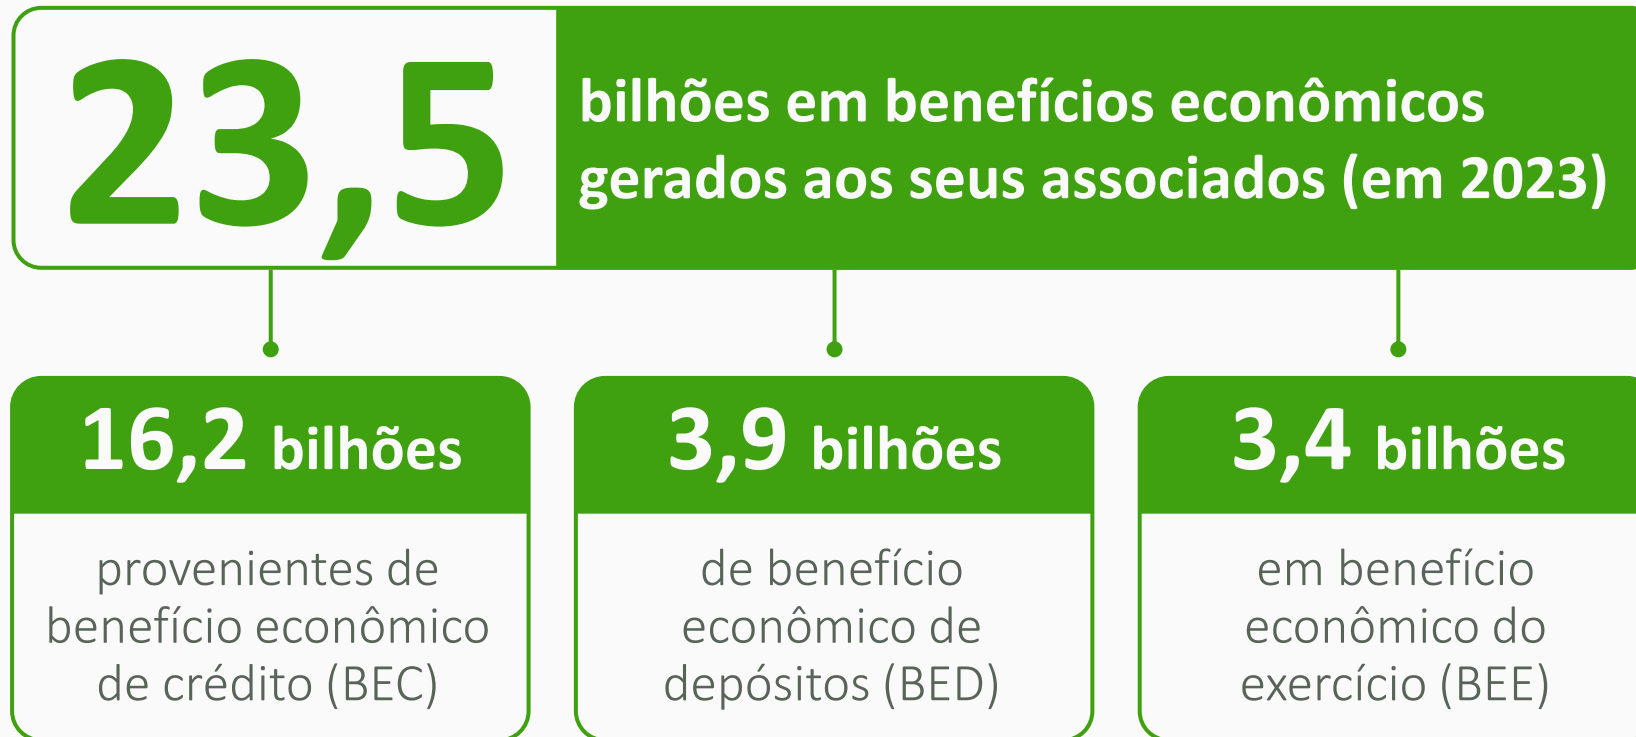 23,5
bilhões em benefícios econômicos
gerados aos seus associados (em 2023)
16,2 bilhões
provenientes de
benefício econômico
de crédito (BEC)
3,9 bilhões
de benefício
econômico de
depósitos (BED)
3,4 bilhões
em benefício
econômico do
exercício (BEE)